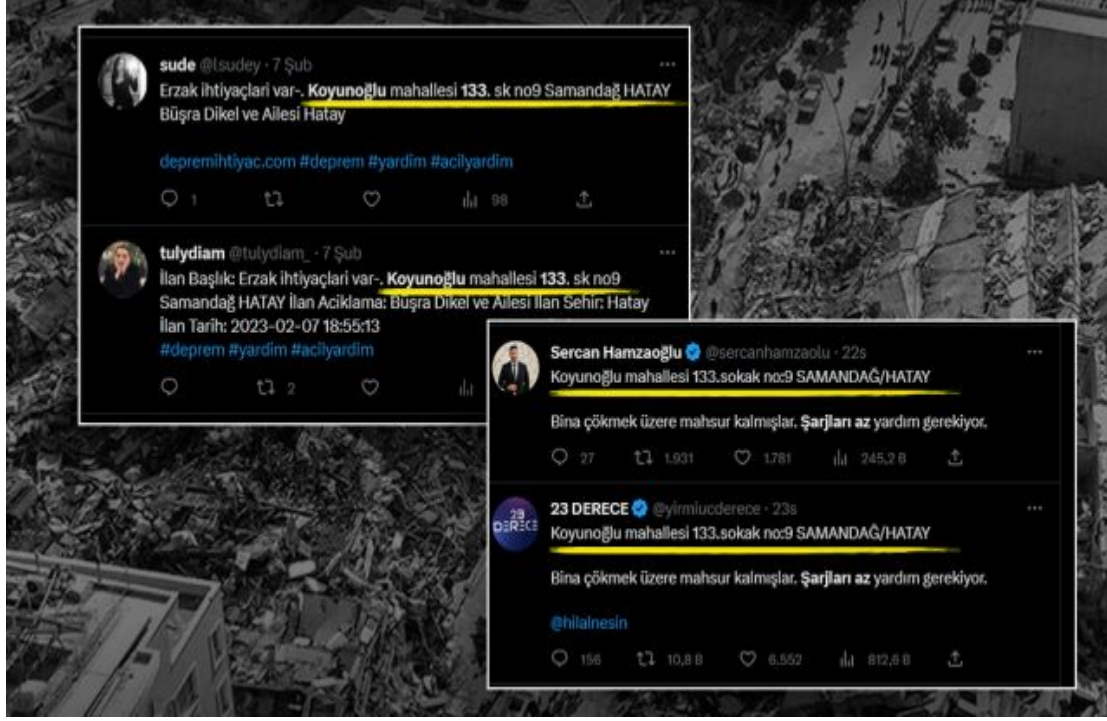 sude @lsudey · 7 Şub
Erzak ihtiyaçlari var-. Koyunoğlu mahallesi 133. sk no9 Samandağ HATAY
Büşra Dikel ve Ailesi Hatay
depremihtiyac.com #deprem #yardim #acilyardim
1 98
tulydiam @tulydiam_ · 7 Şub
İlan Başlık: Erzak ihtiyaçlari var-. Koyunoğlu mahallesi 133. sk no9
Samandağ HATAY İlan Aciklama: Büşra Dikel ve Ailesi İlan Sehir: Hatay
İlan Tarih: 2023-02-07 18:55:13
#deprem #yardim #acilyardim
2
Sercan Hamzaoğlu @sercanhamzaolu · 22s
Koyunoğlu mahallesi 133.sokak no:9 SAMANDAĞ/HATAY
Bina çökmek üzere mahsur kalmışlar. Şarjları az yardım gerekiyor.
27 1.931 1.781 245,2 B
23 DERECE @yirmiucderece · 23s
23
DERECE
Koyunoğlu mahallesi 133.sokak no:9 SAMANDAĞ/HATAY
Bina çökmek üzere mahsur kalmışlar. Şarjları az yardım gerekiyor.
@hilalnesin
156 10,8 B 6.552 812,6 B